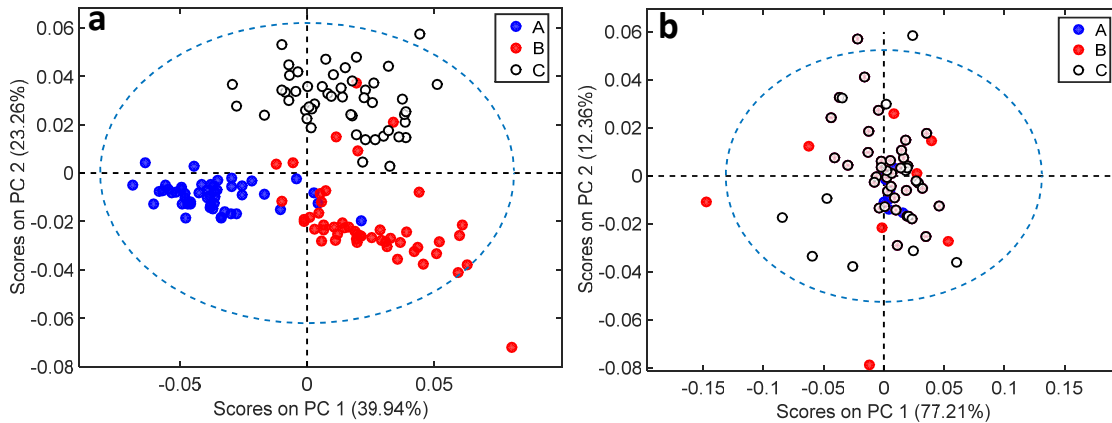 a
A
B
C
0.06
0.04
0.02
0
-0.02
-0.04
-0.06
-0.08
-0.05
0
0.05
Scores on PC 2 (23.26%)
Scores on PC 1 (39.94%)
b
A
B
C
0.06
0.04
0.02
0
-0.02
-0.04
-0.06
-0.08
-0.15
-0.1
-0.05
0
0.05
0.1
0.15
Scores on PC 2 (12.36%)
Scores on PC 1 (77.21%)